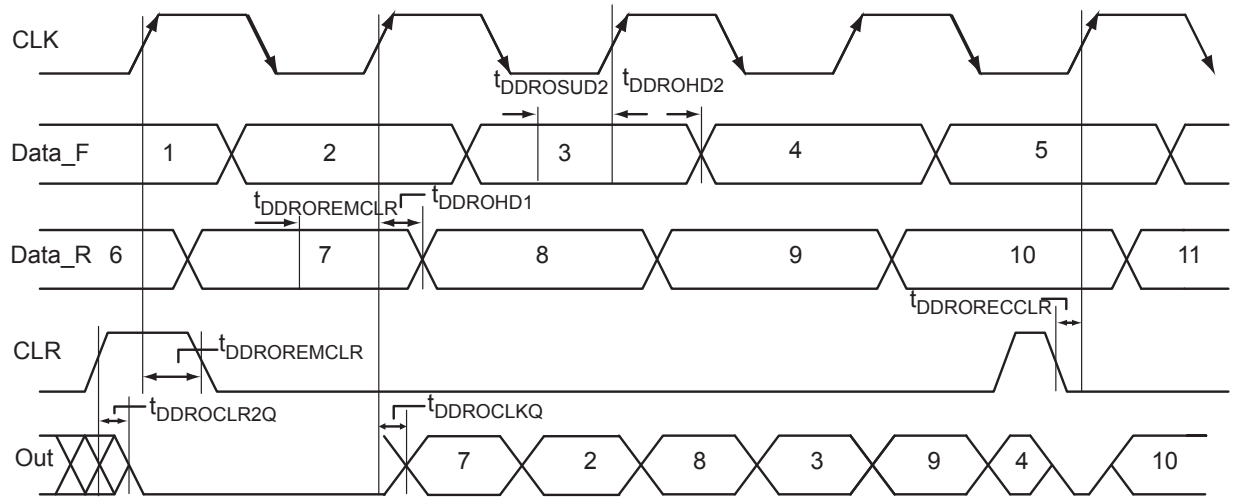 CLK
tDDROSUD2 tDDROHD2
Data_F 1 2 3 4 5
tDDROREMCLR tDDROHD1
Data_R 6 7 8 9 10 11
tDDRORECCLR
CLR tDDROREMCLR
tDDROCLR2Q tDDROCLKQ
Out 7 2 8 3 9 4 10